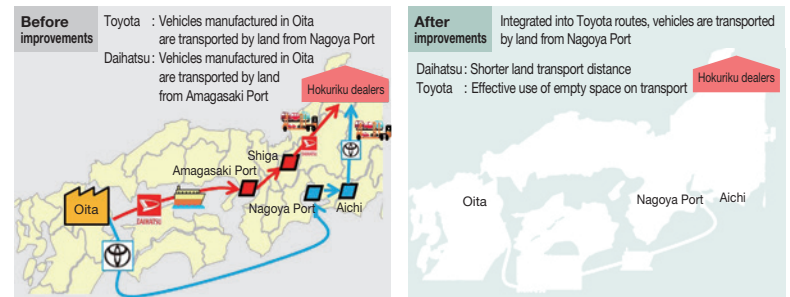 Before
improvements
Toyota : Vehicles manufactured in Oita
are transported by land from Nagoya Port
Daihatsu : Vehicles manufactured in Oita
are transported by land
from Amagasaki Port
Hokuriku dealers
Shiga
Amagasaki Port
DAIHATSU
Oita
Nagoya Port
Aichi
After
improvements
Integrated into Toyota routes, vehicles are transported
by land from Nagoya Port
Daihatsu : Shorter land transport distance
Toyota : Effective use of empty space on transport
Hokuriku dealers
Oita
Nagoya Port
Aichi